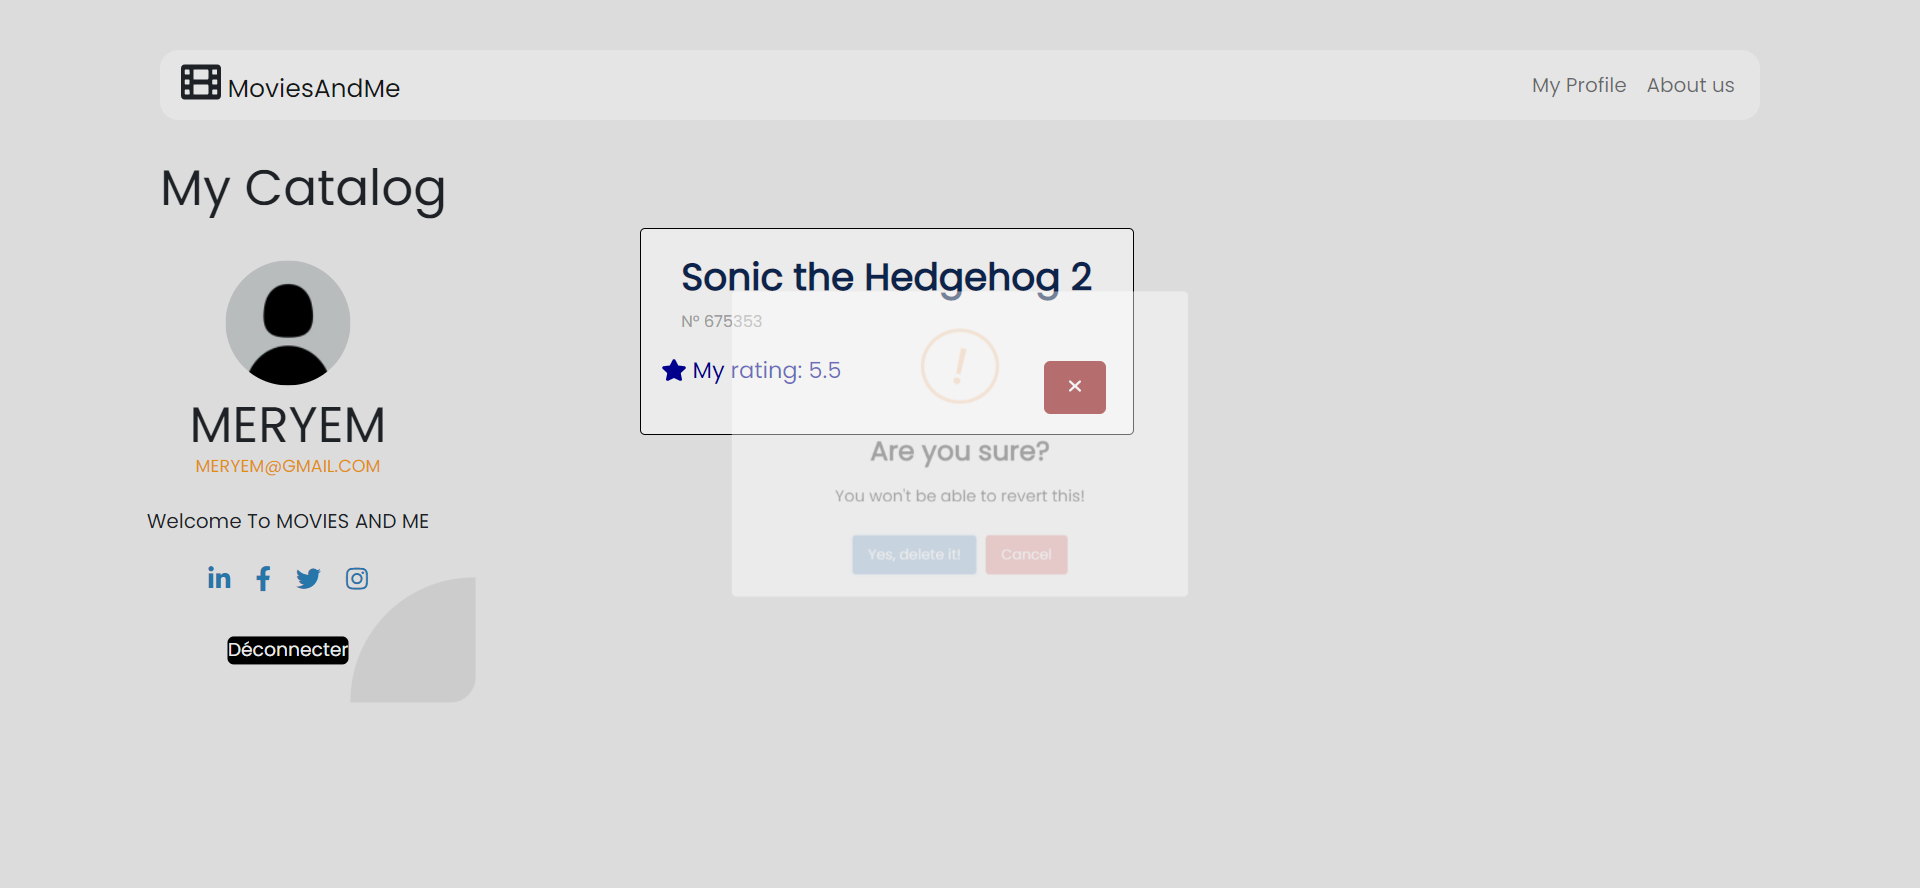 MoviesAndMe
My Profile About us
My Catalog
MERYEM
MERYEM@GMAIL.COM
Welcome To MOVIES AND ME
Déconnecter
Sonic the Hedgehog 2
N° 675353
My rating: 5.5
Are you sure?
You won't be able to revert this!
Yes, delete it! Cancel